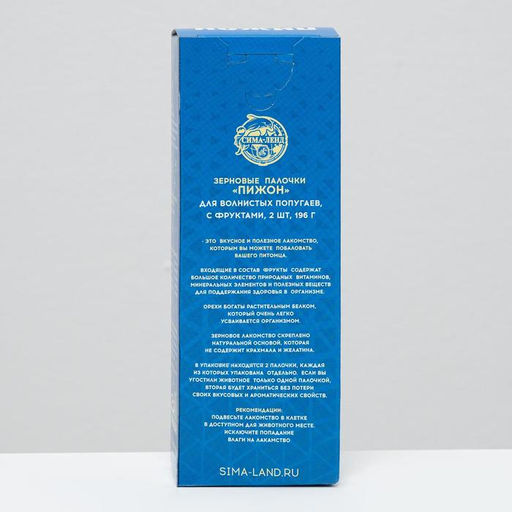 ПИЖОН
СИМА-ЛЕНД
ЗЕРНОВЫЕ ПАЛОЧКИ
«ПИЖОН»
ДЛЯ ВОЛНИСТЫХ ПОПУГАЕВ,
С ФРУКТАМИ, 2 ШТ, 196 Г
- ЭТО ВКУСНОЕ И ПОЛЕЗНОЕ ЛАКОМСТВО,
КОТОРЫМ ВЫ МОЖЕТЕ ПОБАЛОВАТЬ
ВАШЕГО ПИТОМЦА.
ВХОДЯЩИЕ В СОСТАВ ФРУКТЫ СОДЕРЖАТ
БОЛЬШОЕ КОЛИЧЕСТВО ПРИРОДНЫХ ВИТАМИНОВ,
МИНЕРАЛЬНЫХ ЭЛЕМЕНТОВ И ПОЛЕЗНЫХ ВЕЩЕСТВ
ДЛЯ ПОДДЕРЖАНИЯ ЗДОРОВЬЯ В ОРГАНИЗМЕ.
ОРЕХИ БОГАТЫ РАСТИТЕЛЬНЫМ БЕЛКОМ,
КОТОРЫЙ ОЧЕНЬ ЛЕГКО
УСВАИВАЕТСЯ ОРГАНИЗМОМ.
ЗЕРНОВОЕ ЛАКОМСТВО СКРЕПЛЕНО
НАТУРАЛЬНОЙ ОСНОВОЙ, КОТОРАЯ
НЕ СОДЕРЖИТ КРАХМАЛА И ЖЕЛАТИНА.
В УПАКОВКЕ НАХОДЯТСЯ 2 ПАЛОЧКИ, КАЖДАЯ
ИЗ КОТОРЫХ УПАКОВАНА ОТДЕЛЬНО. ЕСЛИ ВЫ
УГОСТИЛИ ЖИВОТНОЕ ТОЛЬКО ОДНОЙ ПАЛОЧКОЙ,
ВТОРАЯ БУДЕТ ХРАНИТЬСЯ БЕЗ ПОТЕРИ
СВОИХ ВКУСОВЫХ И АРОМАТИЧЕСКИХ СВОЙСТВ.
РЕКОМЕНДАЦИИ:
ПОДВЕСЬТЕ ЛАКОМСТВО В КЛЕТКЕ
В ДОСТУПНОМ ДЛЯ ЖИВОТНОГО МЕСТЕ.
ИСКЛЮЧИТЕ ПОПАДАНИЕ
ВЛАГИ НА ЛАКАМСТВО
SIMA-LAND.RU